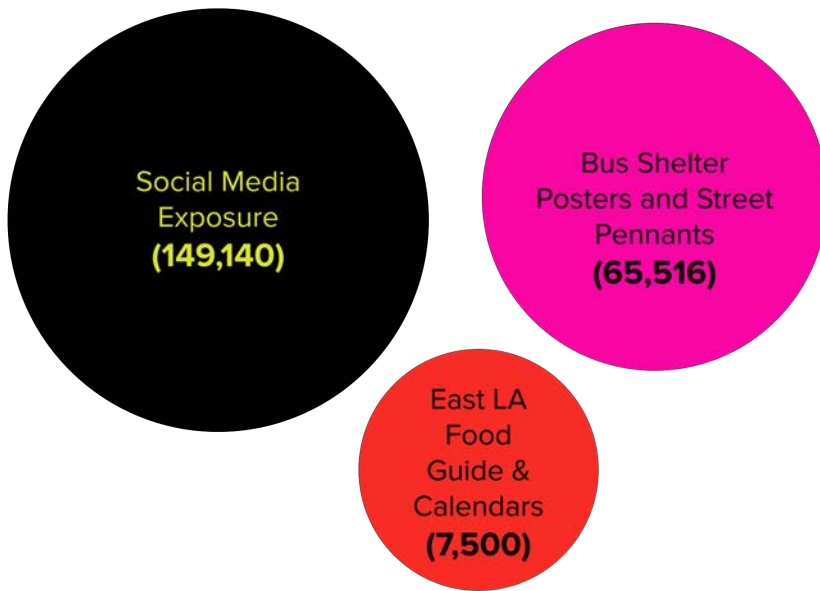 Social Media
Exposure
(149,140)
Bus Shelter
Posters and Street
Pennants
(65,516)
East LA
Food
Guide &
Calendars
(7,500)